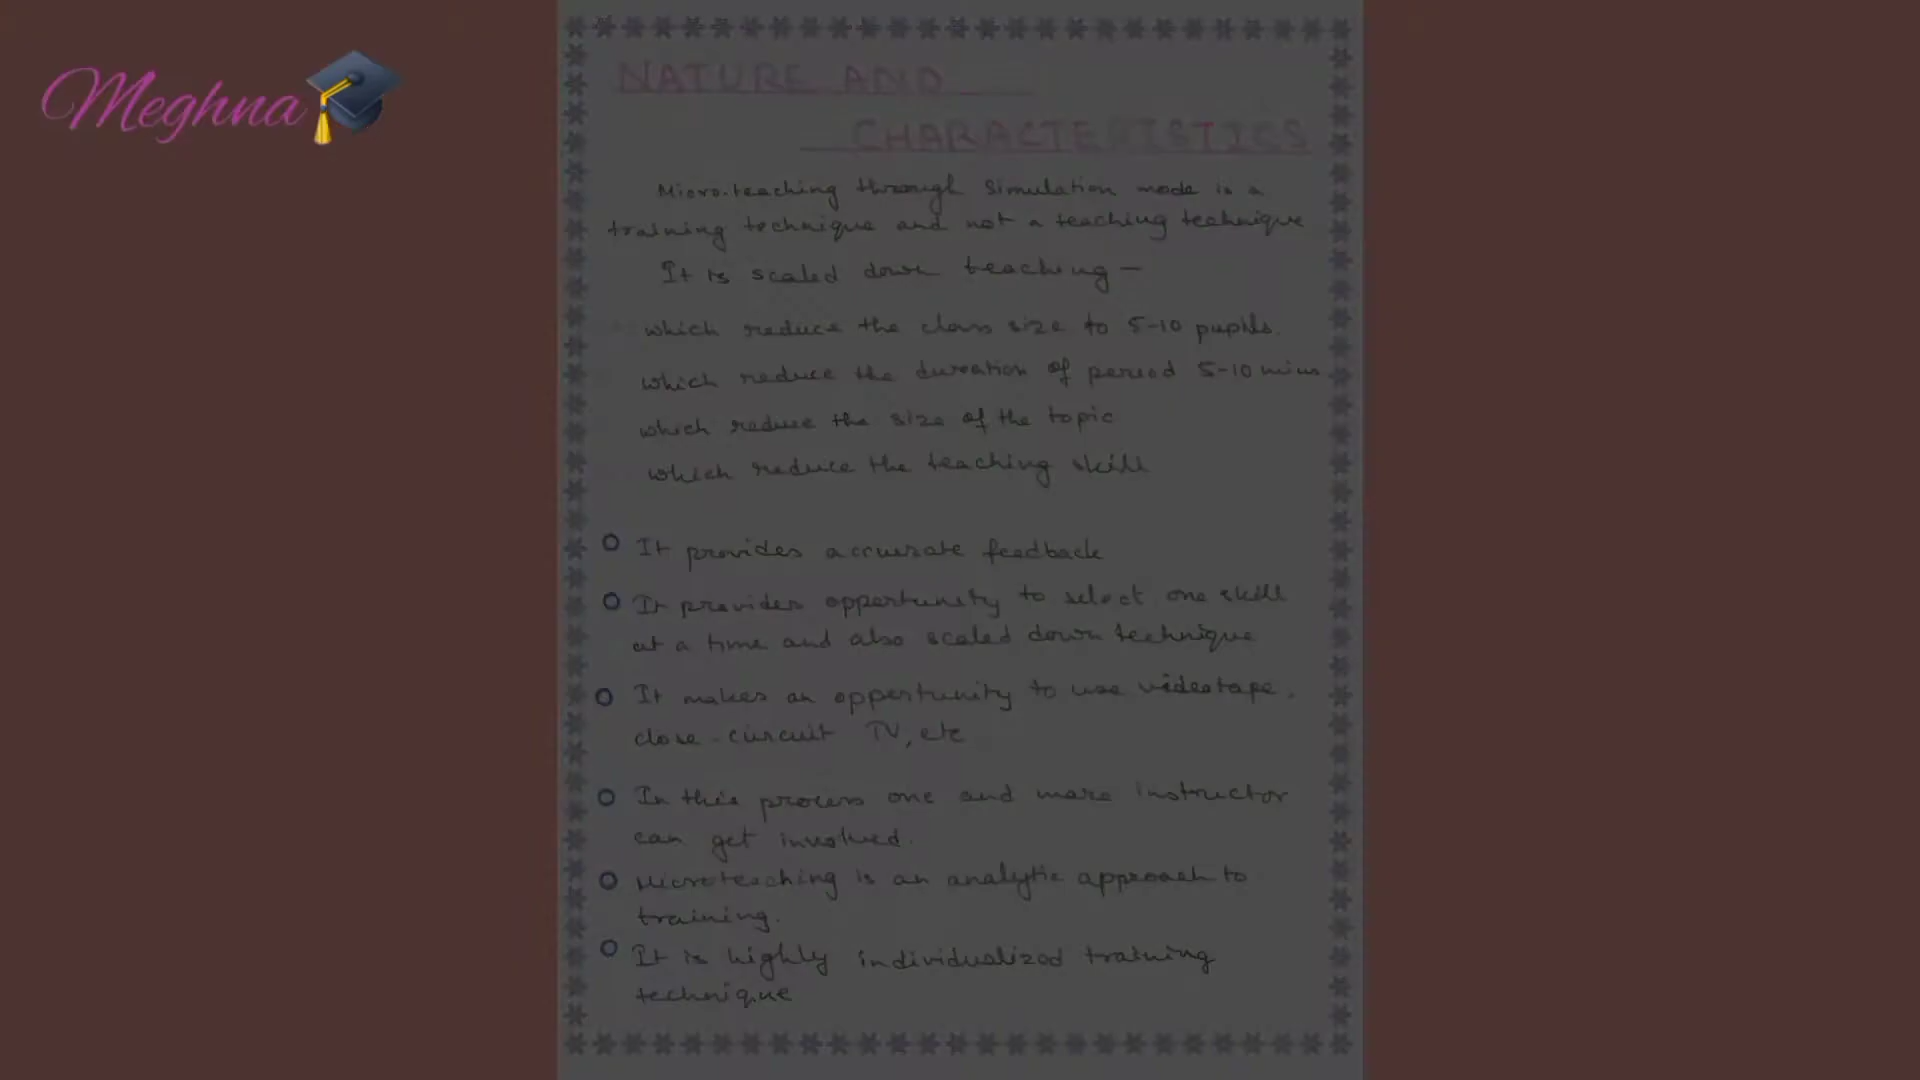 Meghna
NATURE AND
CHARACTERISTICS
Micro-teaching through simulation mode is a
training technique and not a teaching technique
It is scaled down teaching —
which reduce the class size to 5-10 pupils.
which reduce the duration of period 5-10 mins
which reduce the size of the topic
which reduce the teaching skill
It provides accurate feedback
It provides opportunity to select one skill
at a time and also scaled down technique
It makes an opportunity to use videotape,
close-circuit TV, etc
In this process one and more instructor
can get involved.
Microteaching is an analytic approach to
training.
It is highly individualized training
technique